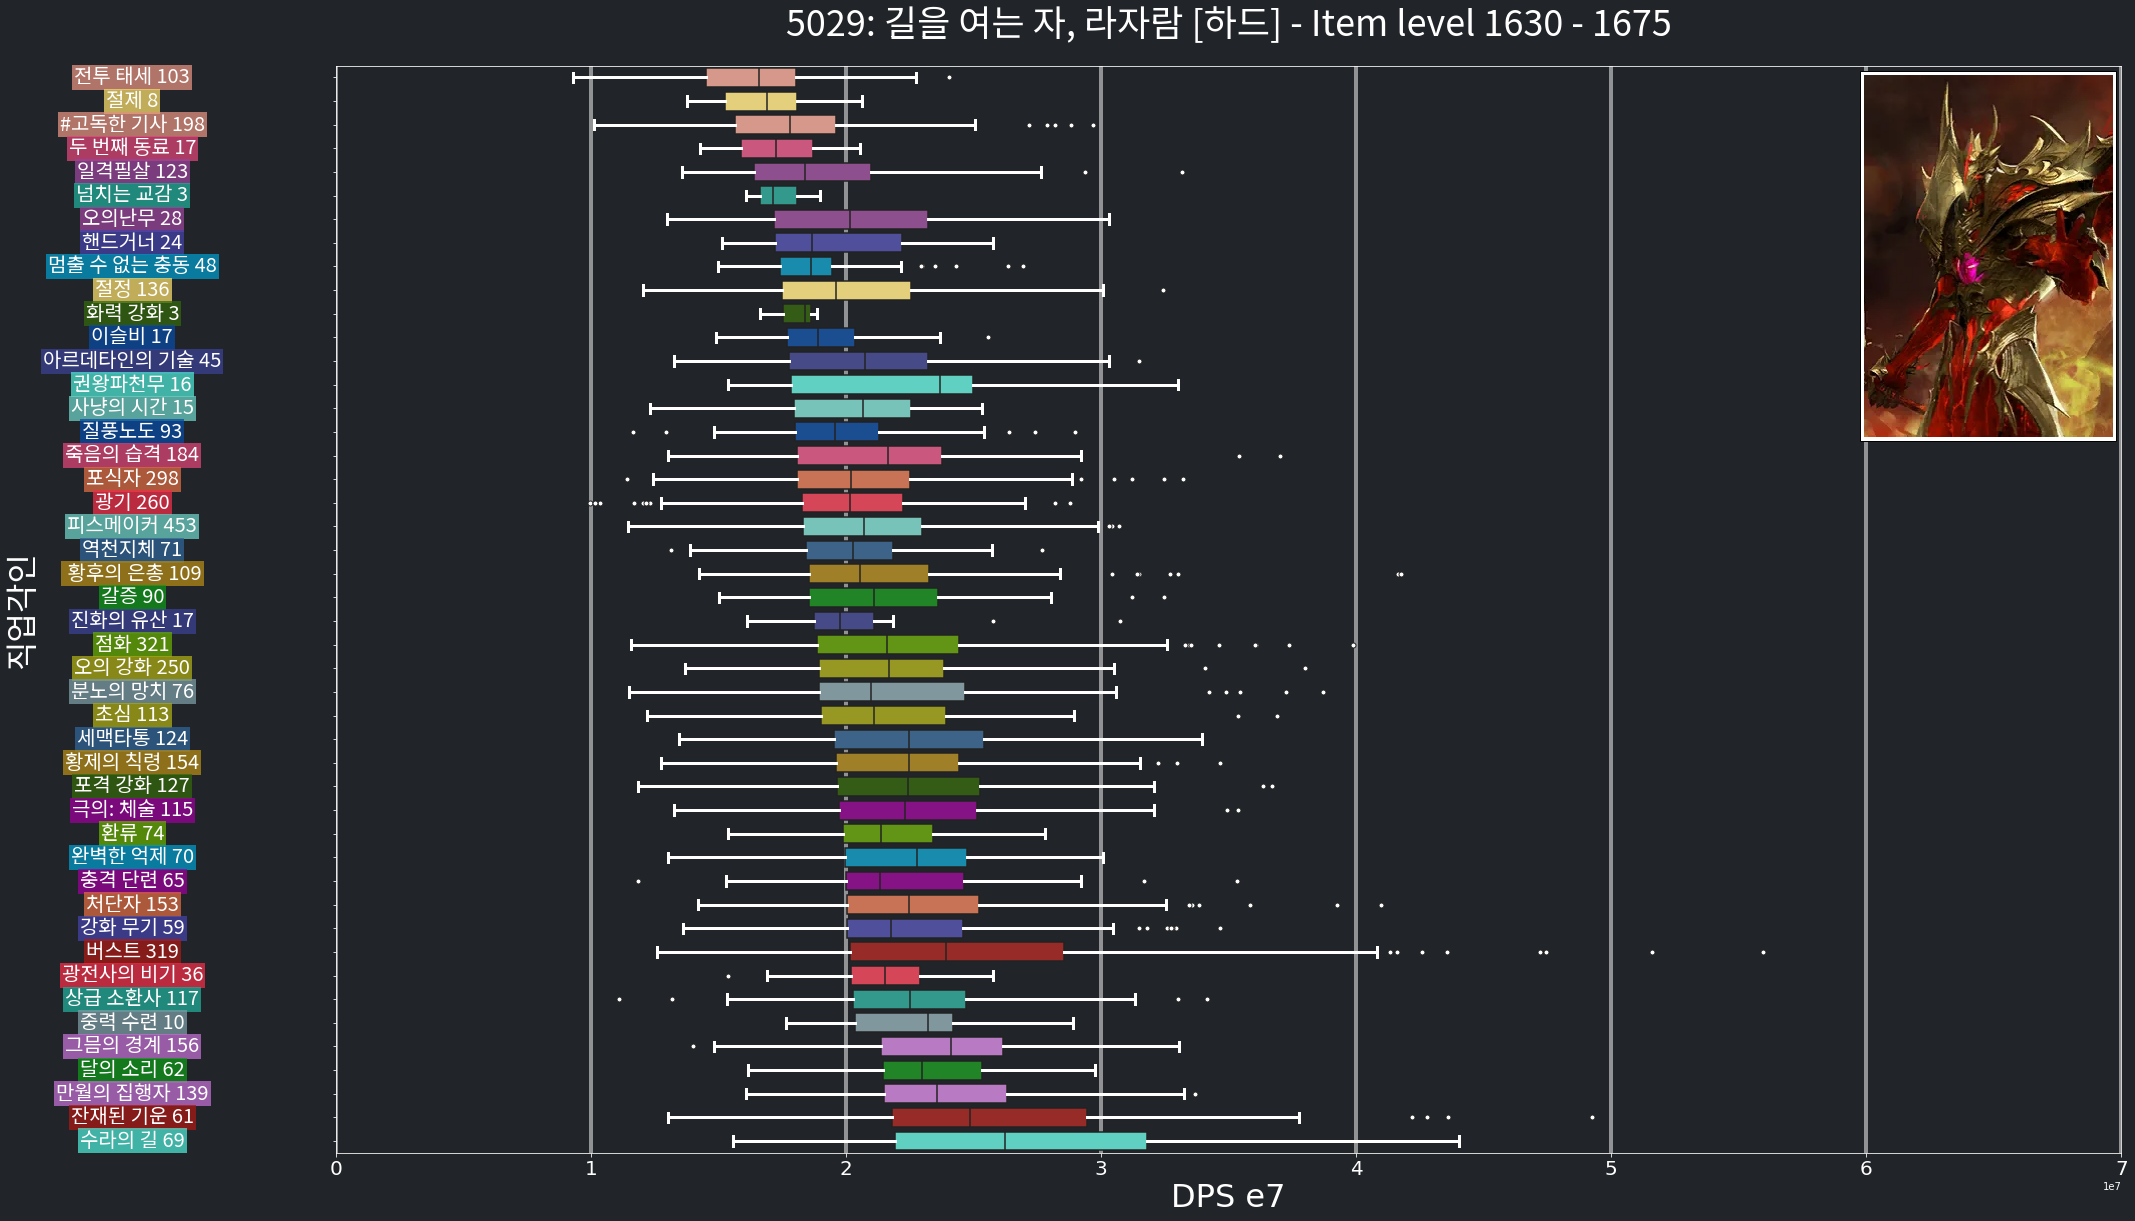 5029: 길을 여는 자, 라자람 [하드] - Item level 1630 - 1675
직업각인
전투 태세 103
절제 8
#고독한 기사 198
두 번째 동료 17
일격필살 123
넘치는 교감 3
오의난무 28
핸드거너 24
멈출 수 없는 충동 48
절정 136
화력 강화 3
이슬비 17
아르데타인의 기술 45
권왕파천무 16
사냥의 시간 15
질풍노도 93
죽음의 습격 184
포식자 298
광기 260
피스메이커 453
역천지체 71
황후의 은총 109
갈증 90
진화의 유산 17
점화 321
오의 강화 250
분노의 망치 76
초심 113
세맥타통 124
황제의 칙령 154
포격 강화 127
극의: 체술 115
환류 74
완벽한 억제 70
충격 단련 65
처단자 153
강화 무기 59
버스트 319
광전사의 비기 36
상급 소환사 117
중력 수련 10
그믐의 경계 156
달의 소리 62
만월의 집행자 139
잔재된 기운 61
수라의 길 69
0 1 2 3 4 5 6 7
1e7
DPS e7